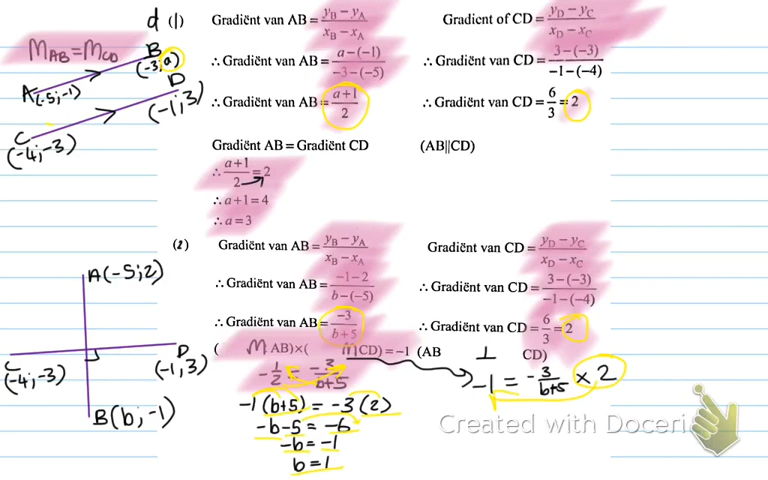 d (1) Gradiënt van AB = y_B − y_A / x_B − x_A Gradient of CD = y_D − y_C / x_D − x_C
M_AB = M_CD
B
(-3; a)
A(-5; -1)
D
(-1; 3)
C
(-4; -3)
∴ Gradiënt van AB = a − (−1) / −3 − (−5) ∴ Gradiënt van CD = 3 − (−3) / −1 − (−4)
∴ Gradiënt van AB = a + 1 / 2 ∴ Gradiënt van CD = 6 / 3 = 2
Gradiënt AB = Gradiënt CD (AB||CD)
∴ a + 1 / 2 = 2
∴ a + 1 = 4
∴ a = 3
(2) Gradiënt van AB = y_B − y_A / x_B − x_A Gradiënt van CD = y_D − y_C / x_D − x_C
∴ Gradiënt van AB = −1 − 2 / b − (−5) ∴ Gradiënt van CD = 3 − (−3) / −1 − (−4)
∴ Gradiënt van AB = −3 / b + 5 ∴ Gradiënt van CD = 6 / 3 = 2
A(-5; 2)
C
(-4; -3)
D
(-1; 3)
B(b; -1)
( m AB) × ( m CD) = −1 (AB ⊥ CD)
-1/2 = -3/b+5 -1 = -3/b+5 × 2
-1(b+5) = -3(2)
-b-5 = -6
-b = -1
b = 1
Created with Doceri